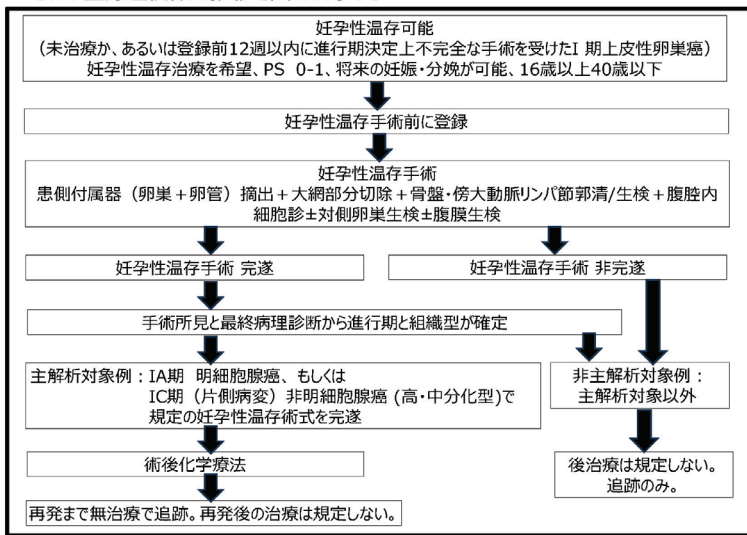 妊孕性温存可能
(未治療か、あるいは登録前12週以内に進行期決定上不完全な手術を受けたI 期上皮性卵巣癌)
妊孕性温存治療を希望、PS 0-1、将来の妊娠・分娩が可能、16歳以上40歳以下
妊孕性温存手術前に登録
妊孕性温存手術
患側付属器（卵巣＋卵管）摘出＋大網部分切除＋骨盤・傍大動脈リンパ節郭清/生検＋腹腔内
細胞診±対側卵巣生検±腹膜生検
妊孕性温存手術 完遂
妊孕性温存手術 非完遂
手術所見と最終病理診断から進行期と組織型が確定
主解析対象例：IA期 明細胞腺癌、もしくは
IC期（片側病変）非明細胞腺癌 (高・中分化型)で
規定の妊孕性温存術式を完遂
非主解析対象例：
主解析対象以外
術後化学療法
後治療は規定しない。
追跡のみ。
再発まで無治療で追跡。再発後の治療は規定しない。